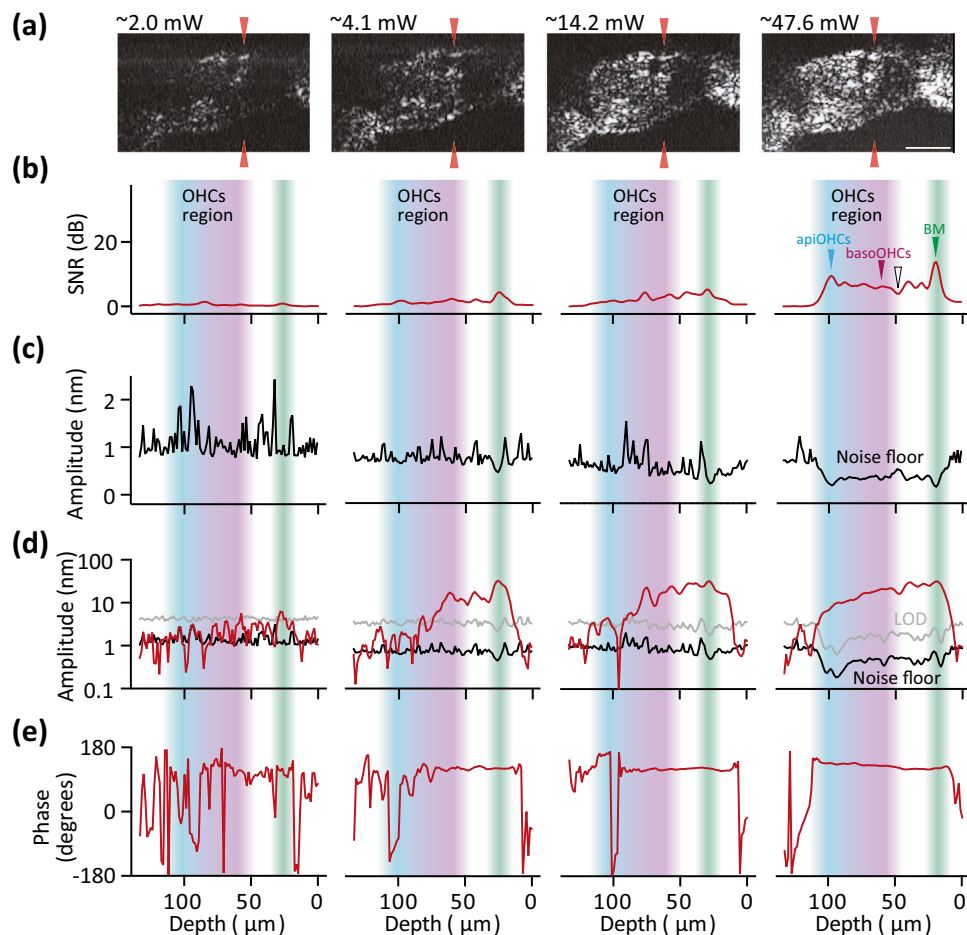 (a)
~2.0 mW
~4.1 mW
~14.2 mW
~47.6 mW
(b)
SNR (dB)
20
0
OHCs
region
OHCs
region
OHCs
region
OHCs
region
apiOHCs
basoOHCs
BM
(c)
Amplitude (nm)
2
1
0
Noise floor
(d)
Amplitude (nm)
100
10
1
0.1
LOD
Noise floor
(e)
Phase
(degrees)
180
0
-180
100 50 0
100 50 0
100 50 0
100 50 0
Depth ( μm)
Depth ( μm)
Depth ( μm)
Depth ( μm)